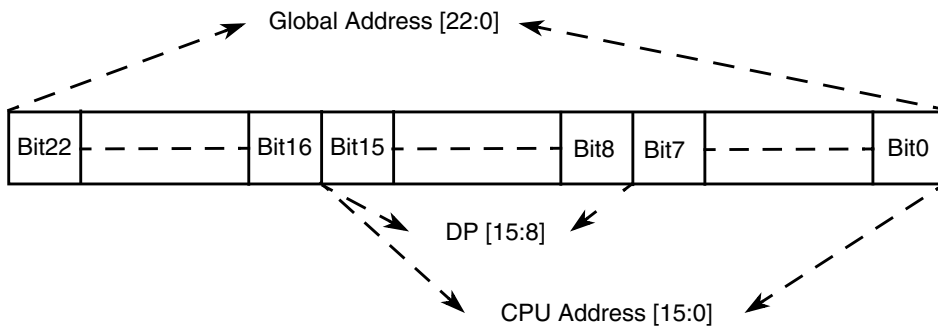 Global Address [22:0]
Bit22 Bit16 Bit15 Bit8 Bit7 Bit0
DP [15:8]
CPU Address [15:0]